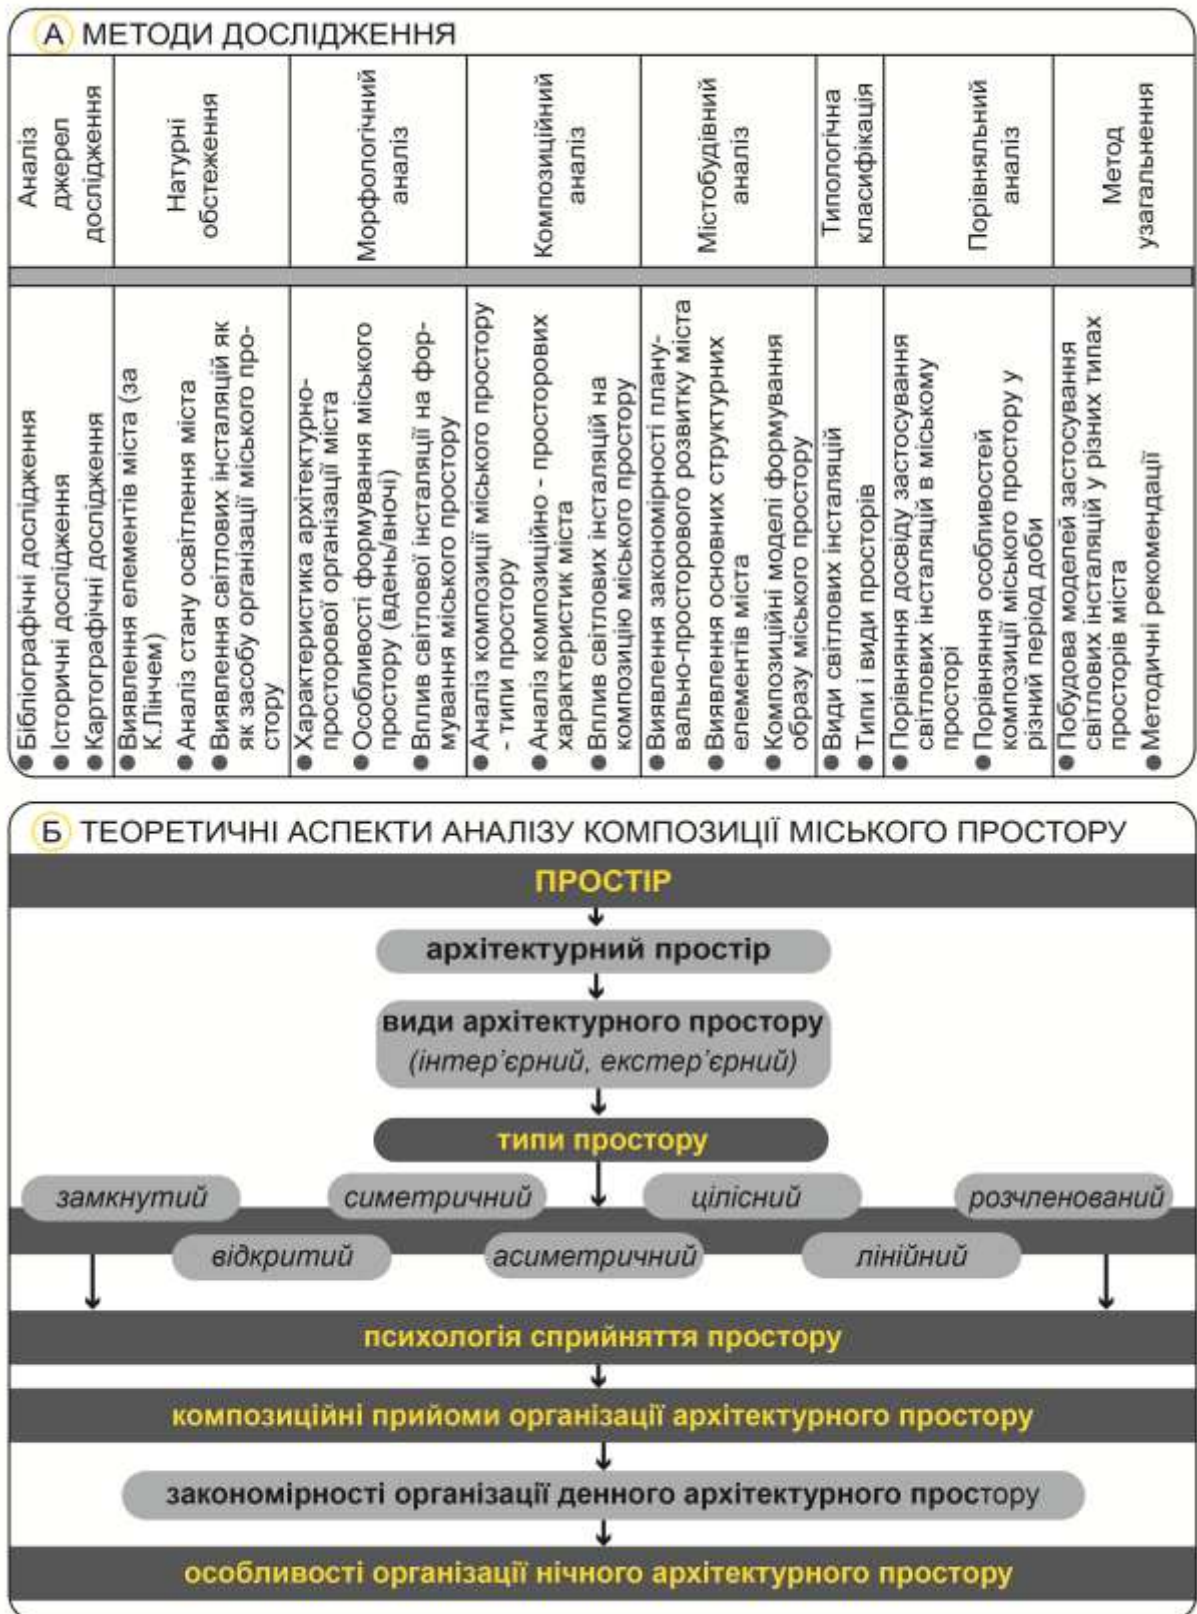 А МЕТОДИ ДОСЛІДЖЕННЯ
Аналіз
джерел
дослідження
Натурні
обстеження
Морфологічний
аналіз
Композиційний
аналіз
Містобудівний
аналіз
Типологічна
класифікація
Порівняльний
аналіз
Метод
узагальнення
● Бібліографічні дослідження
● Історичні дослідження
● Картографічні дослідження
● Виявлення елементів міста (за
К.Лінчем)
● Аналіз стану освітлення міста
● Виявлення світлових інсталяцій як
як засобу організації міського про-
стору
● Характеристика архітектурно-
просторової організації міста
● Особливості формування міського
простору (вдень/вночі)
● Вплив світлової інсталяції на фор-
мування міського простору
● Аналіз композиції міського простору
- типи простору
● Аналіз композиційно - просторових
характеристик міста
● Вплив світлових інсталяцій на
композицію міського простору
● Виявлення закономірності плану-
вально-просторового розвитку міста
● Виявлення основних структурних
елементів міста
● Композиційні моделі формування
образу міського простору
● Види світлових інсталяцій
● Типи і види просторів
● Порівняння досвіду застосування
світлових інсталяцій в міському
просторі
● Порівняння особливостей
композиції міського простору у
різний період доби
● Побудова моделей застосування
світлових інсталяцій у різних типах
просторів міста
● Методичні рекомендації
Б ТЕОРЕТИЧНІ АСПЕКТИ АНАЛІЗУ КОМПОЗИЦІЇ МІСЬКОГО ПРОСТОРУ
ПРОСТІР
архітектурний простір
види архітектурного простору
(інтер’єрний, екстер’єрний)
типи простору
замкнутий симетричний цілісний розчленований
відкритий асиметричний лінійний
психологія сприйняття простору
композиційні прийоми організації архітектурного простору
закономірності організації денного архітектурного простору
особливості організації нічного архітектурного простору